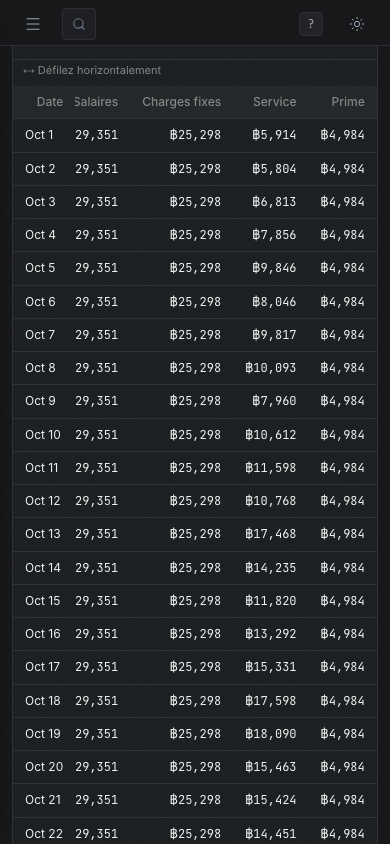 ?
↔ Défilez horizontalement
Date Salaires Charges fixes Service Prime
Oct 1 29,351 ฿25,298 ฿5,914 ฿4,984
Oct 2 29,351 ฿25,298 ฿5,804 ฿4,984
Oct 3 29,351 ฿25,298 ฿6,813 ฿4,984
Oct 4 29,351 ฿25,298 ฿7,856 ฿4,984
Oct 5 29,351 ฿25,298 ฿9,846 ฿4,984
Oct 6 29,351 ฿25,298 ฿8,046 ฿4,984
Oct 7 29,351 ฿25,298 ฿9,817 ฿4,984
Oct 8 29,351 ฿25,298 ฿10,093 ฿4,984
Oct 9 29,351 ฿25,298 ฿7,960 ฿4,984
Oct 10 29,351 ฿25,298 ฿10,612 ฿4,984
Oct 11 29,351 ฿25,298 ฿11,598 ฿4,984
Oct 12 29,351 ฿25,298 ฿10,768 ฿4,984
Oct 13 29,351 ฿25,298 ฿17,468 ฿4,984
Oct 14 29,351 ฿25,298 ฿14,235 ฿4,984
Oct 15 29,351 ฿25,298 ฿11,820 ฿4,984
Oct 16 29,351 ฿25,298 ฿13,292 ฿4,984
Oct 17 29,351 ฿25,298 ฿15,331 ฿4,984
Oct 18 29,351 ฿25,298 ฿17,598 ฿4,984
Oct 19 29,351 ฿25,298 ฿18,090 ฿4,984
Oct 20 29,351 ฿25,298 ฿15,463 ฿4,984
Oct 21 29,351 ฿25,298 ฿15,424 ฿4,984
Oct 22 29,351 ฿25,298 ฿14,451 ฿4,984